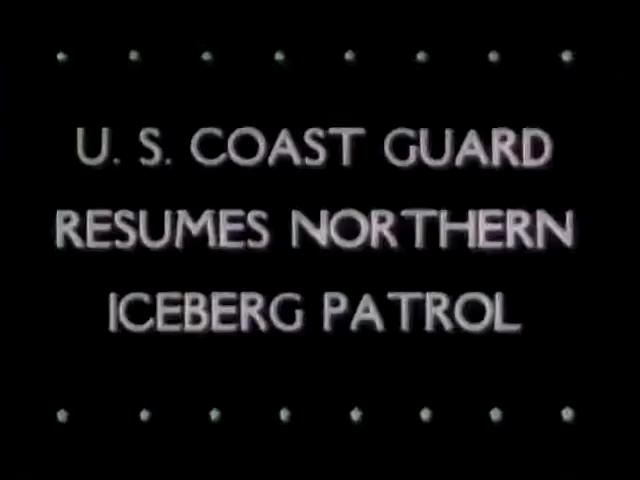 U. S. COAST GUARD
RESUMES NORTHERN
ICEBERG PATROL